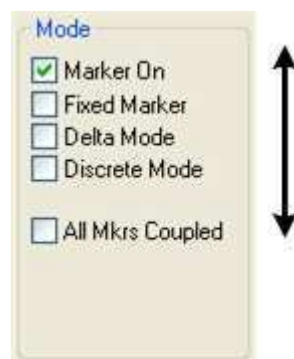 Mode
Marker On
Fixed Marker
Delta Mode
Discrete Mode
All Mkrs Coupled